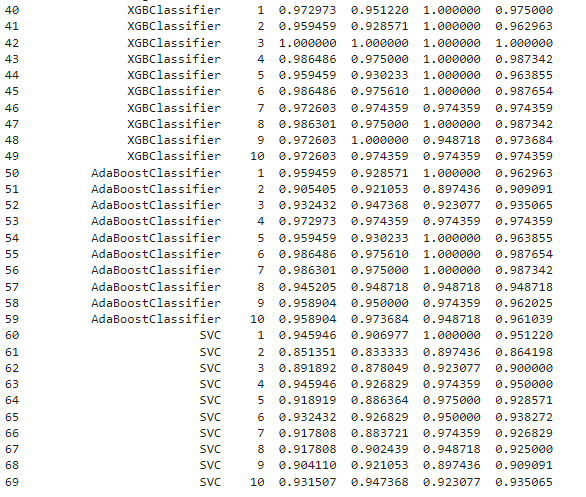 40 XGBClassifier 1 0.972973 0.951220 1.000000 0.975000
41 XGBClassifier 2 0.959459 0.928571 1.000000 0.962963
42 XGBClassifier 3 1.000000 1.000000 1.000000 1.000000
43 XGBClassifier 4 0.986486 0.975000 1.000000 0.987342
44 XGBClassifier 5 0.959459 0.930233 1.000000 0.963855
45 XGBClassifier 6 0.986486 0.975610 1.000000 0.987654
46 XGBClassifier 7 0.972603 0.974359 0.974359 0.974359
47 XGBClassifier 8 0.986301 0.975000 1.000000 0.987342
48 XGBClassifier 9 0.972603 1.000000 0.948718 0.973684
49 XGBClassifier 10 0.972603 0.974359 0.974359 0.974359
50 AdaBoostClassifier 1 0.959459 0.928571 1.000000 0.962963
51 AdaBoostClassifier 2 0.905405 0.921053 0.897436 0.909091
52 AdaBoostClassifier 3 0.932432 0.947368 0.923077 0.935065
53 AdaBoostClassifier 4 0.972973 0.974359 0.974359 0.974359
54 AdaBoostClassifier 5 0.959459 0.930233 1.000000 0.963855
55 AdaBoostClassifier 6 0.986486 0.975610 1.000000 0.987654
56 AdaBoostClassifier 7 0.986301 0.975000 1.000000 0.987342
57 AdaBoostClassifier 8 0.945205 0.948718 0.948718 0.948718
58 AdaBoostClassifier 9 0.958904 0.950000 0.974359 0.962025
59 AdaBoostClassifier 10 0.958904 0.973684 0.948718 0.961039
60 SVC 1 0.945946 0.906977 1.000000 0.951220
61 SVC 2 0.851351 0.833333 0.897436 0.864198
62 SVC 3 0.891892 0.878049 0.923077 0.900000
63 SVC 4 0.945946 0.926829 0.974359 0.950000
64 SVC 5 0.918919 0.886364 0.975000 0.928571
65 SVC 6 0.932432 0.926829 0.950000 0.938272
66 SVC 7 0.917808 0.883721 0.974359 0.926829
67 SVC 8 0.917808 0.902439 0.948718 0.925000
68 SVC 9 0.904110 0.921053 0.897436 0.909091
69 SVC 10 0.931507 0.947368 0.923077 0.935065